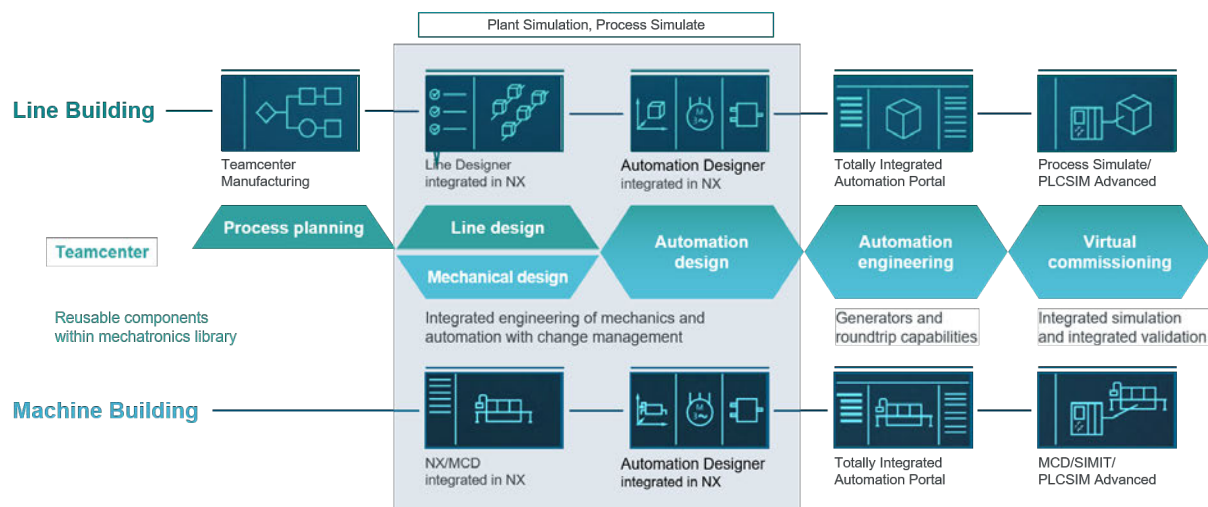 Plant Simulation, Process Simulate
Line Building
Teamcenter
Manufacturing
Line Designer
integrated in NX
Automation Designer
integrated in NX
Totally Integrated
Automation Portal
Process Simulate/
PLCSIM Advanced
Teamcenter
Process planning
Line design
Mechanical design
Automation
design
Automation
engineering
Virtual
commissioning
Reusable components
within mechatronics library
Integrated engineering of mechanics and
automation with change management
Generators and
roundtrip capabilities
Integrated simulation
and integrated validation
Machine Building
NX/MCD
integrated in NX
Automation Designer
integrated in NX
Totally Integrated
Automation Portal
MCD/SIMIT/
PLCSIM Advanced